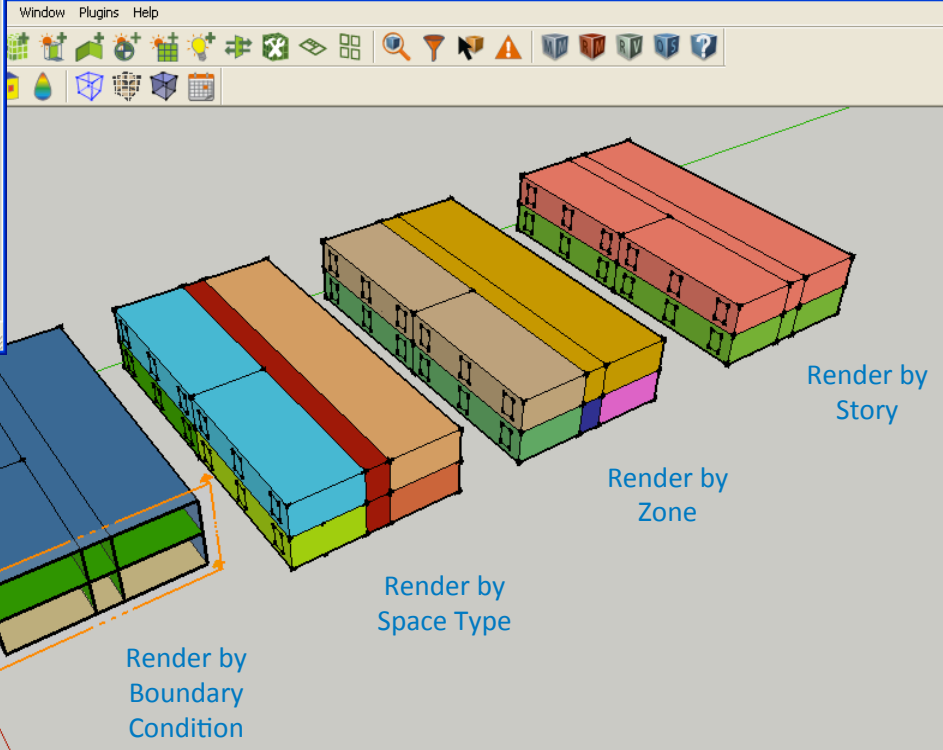 Window Plugins Help
Render by
Story
Render by
Zone
Render by
Space Type
Render by
Boundary
Condition